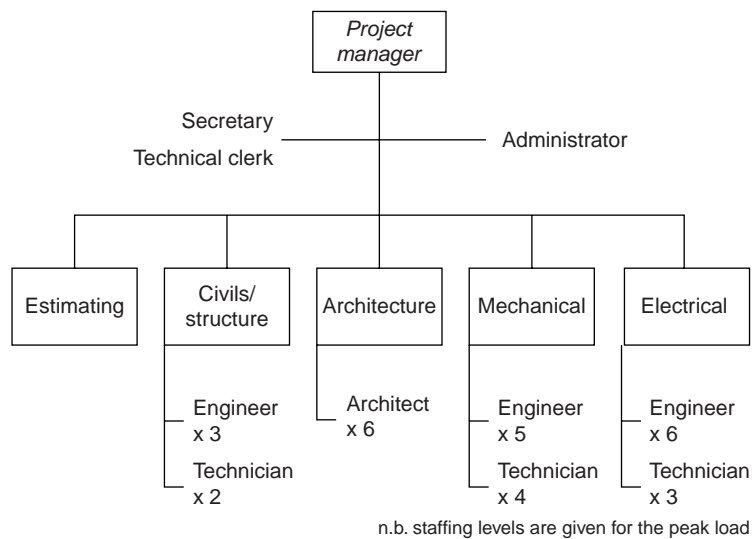 Project
manager
Secretary
Technical clerk
Administrator
Estimating
Civils/
structure
Architecture
Mechanical
Electrical
Engineer
x 3
Technician
x 2
Architect
x 6
Engineer
x 5
Technician
x 4
Engineer
x 6
Technician
x 3
n.b. staffing levels are given for the peak load